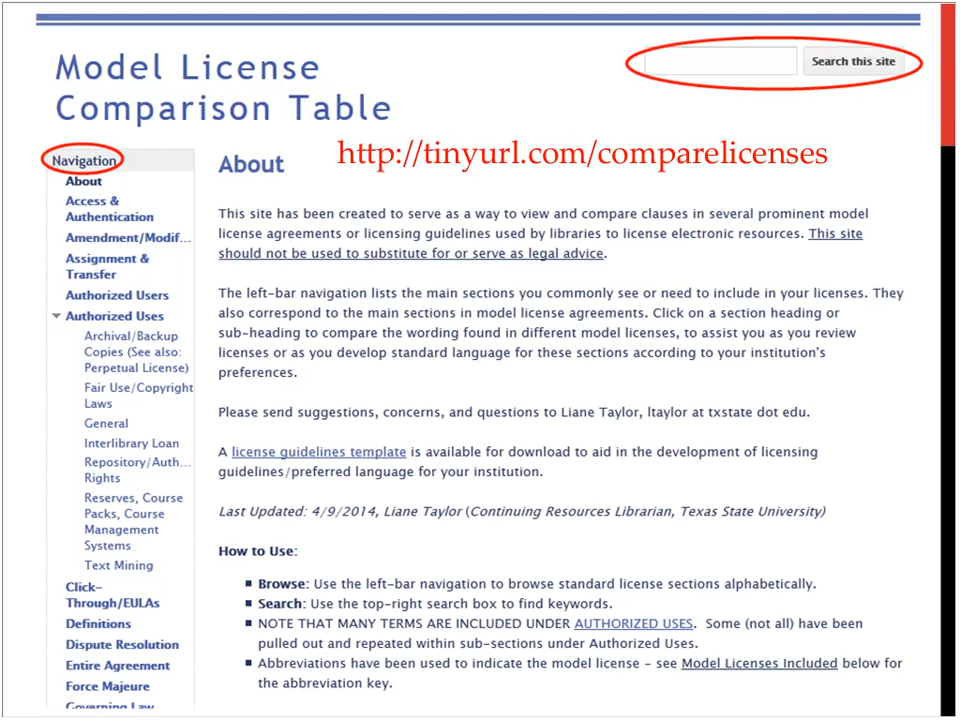 Model License
Comparison Table
Search this site
http://tinyurl.com/comparelicenses
Navigation
About
Access &
Authentication
Amendment/Modif...
Assignment &
Transfer
Authorized Users
Authorized Uses
Archival/Backup
Copies (See also:
Perpetual License)
Fair Use/Copyright
Laws
General
Interlibrary Loan
Repository/Auth...
Rights
Reserves, Course
Packs, Course
Management
Systems
Text Mining
Click-
Through/EULAs
Definitions
Dispute Resolution
Entire Agreement
Force Majeure
Governing Law
About
This site has been created to serve as a way to view and compare clauses in several prominent model
license agreements or licensing guidelines used by libraries to license electronic resources. This site
should not be used to substitute for or serve as legal advice.
The left-bar navigation lists the main sections you commonly see or need to include in your licenses. They
also correspond to the main sections in model license agreements. Click on a section heading or
sub-heading to compare the wording found in different model licenses, to assist you as you review
licenses or as you develop standard language for these sections according to your institution's
preferences.
Please send suggestions, concerns, and questions to Liane Taylor, ltaylor at txstate dot edu.
A license guidelines template is available for download to aid in the development of licensing
guidelines/preferred language for your institution.
Last Updated: 4/9/2014, Liane Taylor (Continuing Resources Librarian, Texas State University)
How to Use:
Browse: Use the left-bar navigation to browse standard license sections alphabetically.
Search: Use the top-right search box to find keywords.
NOTE THAT MANY TERMS ARE INCLUDED UNDER AUTHORIZED USES. Some (not all) have been
pulled out and repeated within sub-sections under Authorized Uses.
Abbreviations have been used to indicate the model license - see Model Licenses Included below for
the abbreviation key.